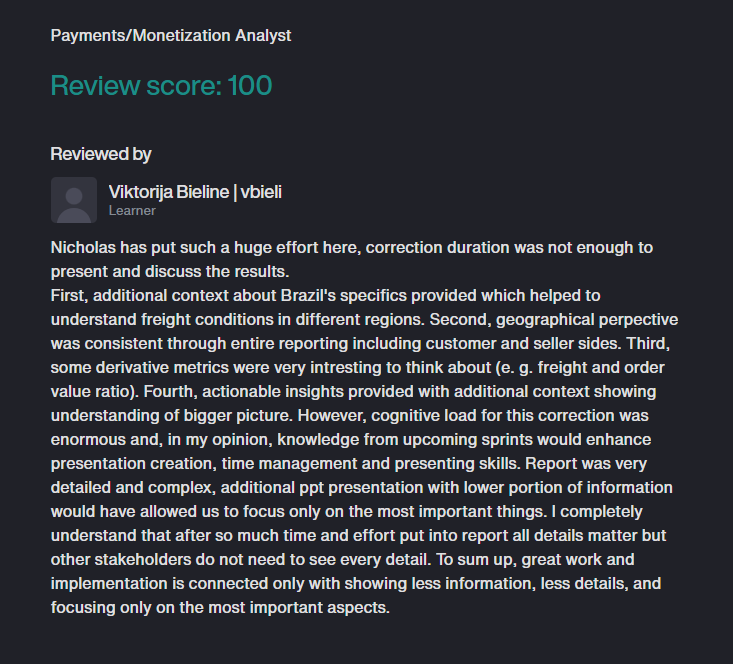 Payments/Monetization Analyst
Review score: 100
Reviewed by
Viktorija Bieline | vbieli
Learner
Nicholas has put such a huge effort here, correction duration was not enough to
present and discuss the results.
First, additional context about Brazil's specifics provided which helped to
understand freight conditions in different regions. Second, geographical perpective
was consistent through entire reporting including customer and seller sides. Third,
some derivative metrics were very intresting to think about (e. g. freight and order
value ratio). Fourth, actionable insights provided with additional context showing
understanding of bigger picture. However, cognitive load for this correction was
enormous and, in my opinion, knowledge from upcoming sprints would enhance
presentation creation, time management and presenting skills. Report was very
detailed and complex, additional ppt presentation with lower portion of information
would have allowed us to focus only on the most important things. I completely
understand that after so much time and effort put into report all details matter but
other stakeholders do not need to see every detail. To sum up, great work and
implementation is connected only with showing less information, less details, and
focusing only on the most important aspects.